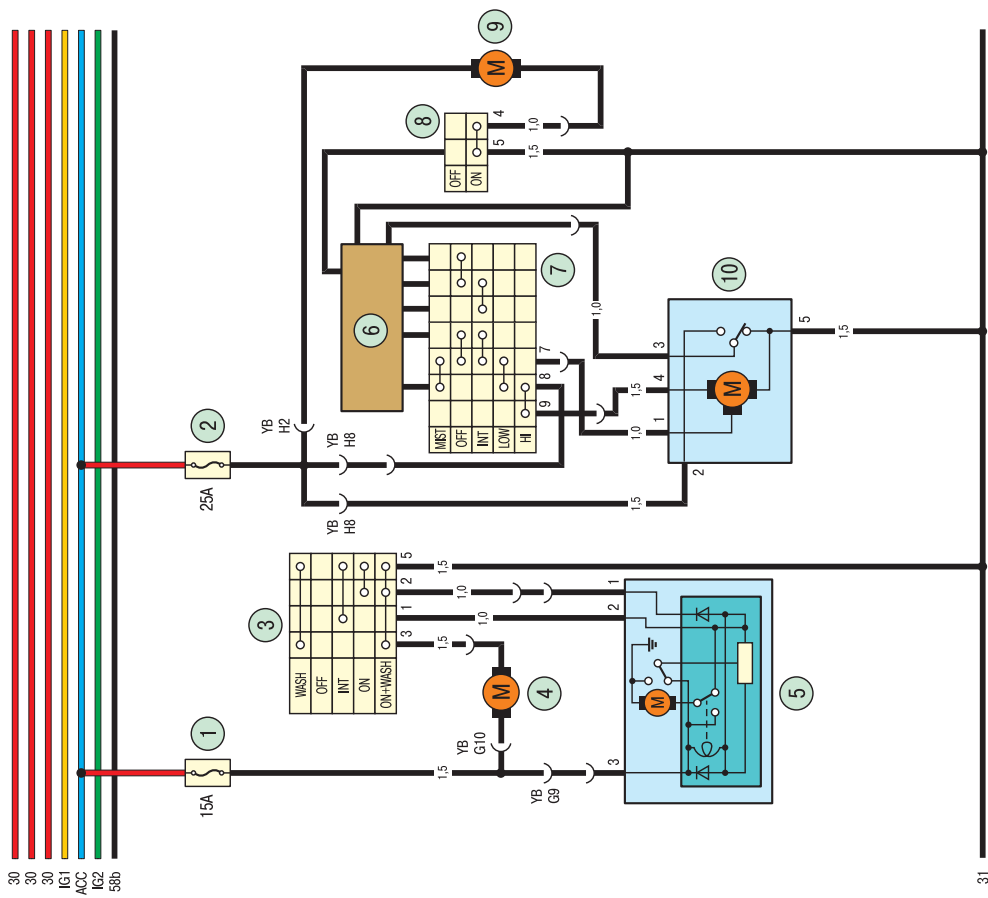 30
30
30
IG1
ACC
IG2
58b
15A
1
25A
2
3
WASH
OFF
INT
ON
ON+WASH
3 1 2 5
YB
H2
YB
H8
YB
H8
6
8
OFF
ON
5 4
9
M
MIST
OFF
INT
LOW
HI
9 8 7
7
1,5
1,5
1,0
1,0
1,5
YB
G10
M
4
YB
G9
1,5
1,0
1,0
1,5
1,0
1,5
1,0
3 2 1
M
5
2
1 4 3
M
10
5
1,5
31